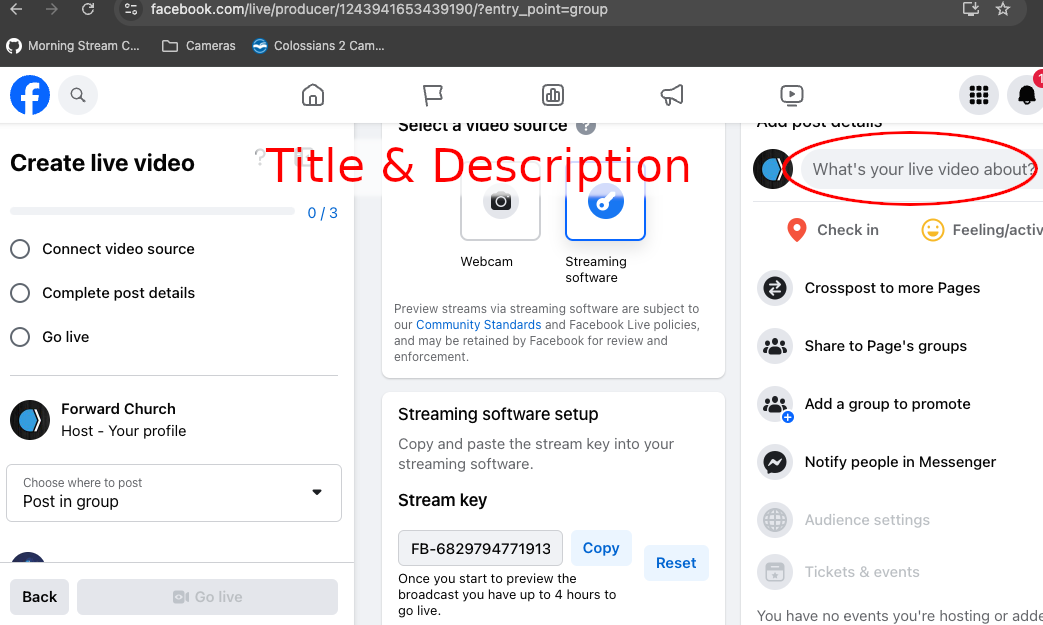 facebook.com/live/producer/1243941653439190/?entry_point=group
Morning Stream C...
Cameras
Colossians 2 Cam...
1
Create live video
?
0 / 3
Connect video source
Complete post details
Go live
Forward Church
Host - Your profile
Choose where to post
Post in group
Back
Go live
Select a video source ?
Title & Description
Webcam
Streaming
software
Preview streams via streaming software are subject to
our Community Standards and Facebook Live policies,
and may be retained by Facebook for review and
enforcement.
Streaming software setup
Copy and paste the stream key into your
streaming software.
Stream key
FB-6829794771913
Copy
Reset
Once you start to preview the
broadcast you have up to 4 hours to
go live.
Add post details
What's your live video about?
Check in
Feeling/activ
Crosspost to more Pages
Share to Page's groups
Add a group to promote
Notify people in Messenger
Audience settings
Tickets & events
You have no events you're hosting or adde